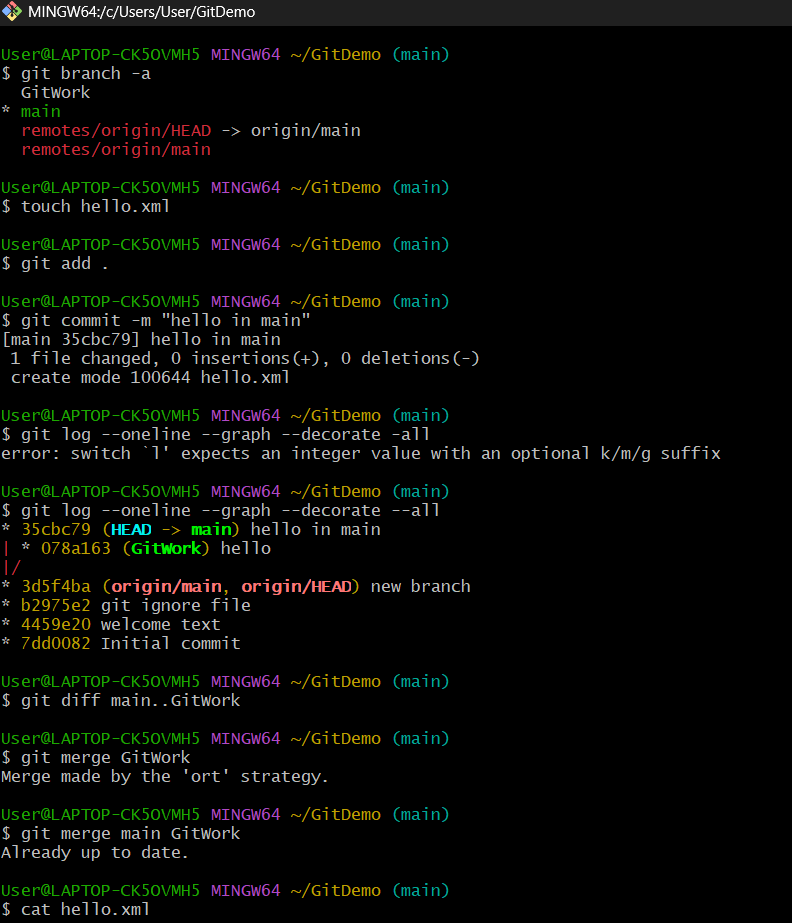 MINGW64:/c/Users/User/GitDemo
User@LAPTOP-CK5OVMH5 MINGW64 ~/GitDemo (main)
$ git branch -a
  GitWork
* main
  remotes/origin/HEAD -> origin/main
  remotes/origin/main
User@LAPTOP-CK5OVMH5 MINGW64 ~/GitDemo (main)
$ touch hello.xml
User@LAPTOP-CK5OVMH5 MINGW64 ~/GitDemo (main)
$ git add .
User@LAPTOP-CK5OVMH5 MINGW64 ~/GitDemo (main)
$ git commit -m "hello in main"
[main 35cbc79] hello in main
 1 file changed, 0 insertions(+), 0 deletions(-)
 create mode 100644 hello.xml
User@LAPTOP-CK5OVMH5 MINGW64 ~/GitDemo (main)
$ git log --oneline --graph --decorate -all
error: switch `l' expects an integer value with an optional k/m/g suffix
User@LAPTOP-CK5OVMH5 MINGW64 ~/GitDemo (main)
$ git log --oneline --graph --decorate --all
* 35cbc79 (HEAD -> main) hello in main
| * 078a163 (GitWork) hello
|/
* 3d5f4ba (origin/main, origin/HEAD) new branch
* b2975e2 git ignore file
* 4459e20 welcome text
* 7dd0082 Initial commit
User@LAPTOP-CK5OVMH5 MINGW64 ~/GitDemo (main)
$ git diff main..GitWork
User@LAPTOP-CK5OVMH5 MINGW64 ~/GitDemo (main)
$ git merge GitWork
Merge made by the 'ort' strategy.
User@LAPTOP-CK5OVMH5 MINGW64 ~/GitDemo (main)
$ git merge main GitWork
Already up to date.
User@LAPTOP-CK5OVMH5 MINGW64 ~/GitDemo (main)
$ cat hello.xml